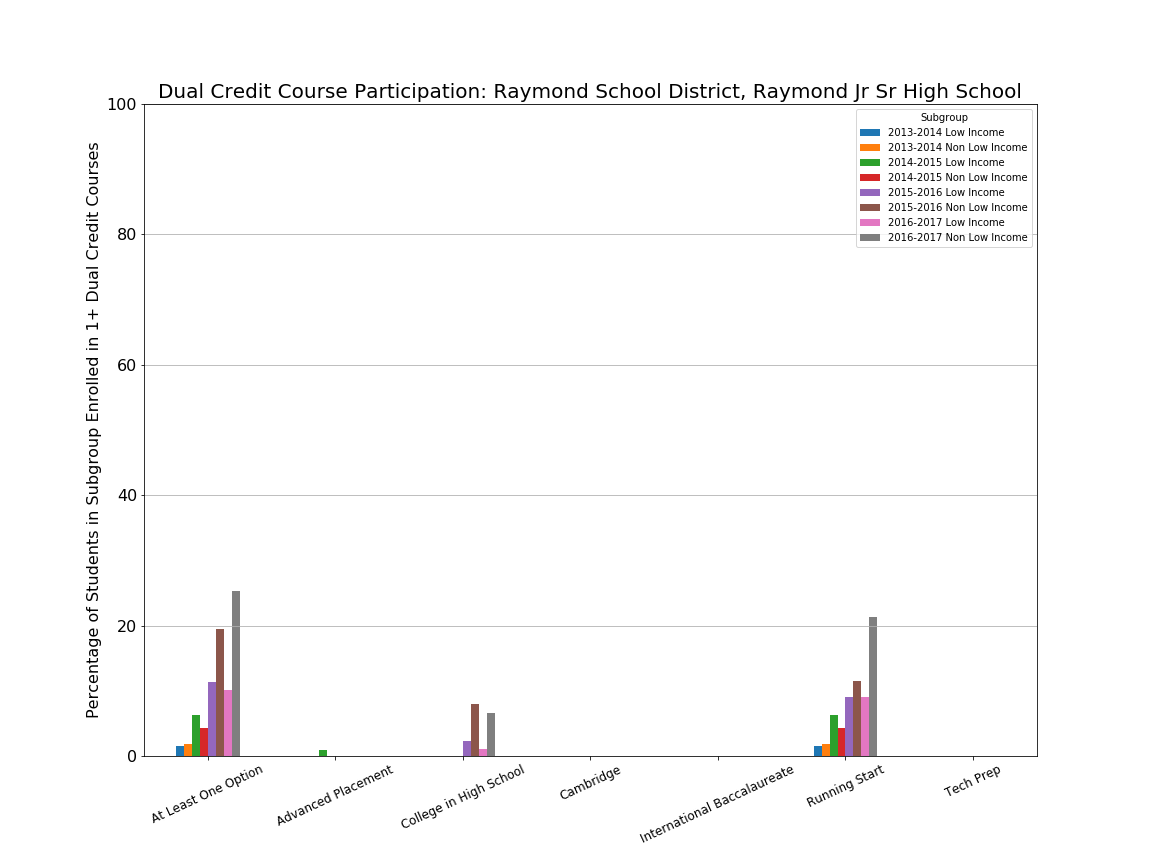 Dual Credit Course Participation: Raymond School District, Raymond Jr Sr High School
Percentage of Students in Subgroup Enrolled in 1+ Dual Credit Courses
100
80
60
40
20
0
Subgroup
2013-2014 Low Income
2013-2014 Non Low Income
2014-2015 Low Income
2014-2015 Non Low Income
2015-2016 Low Income
2015-2016 Non Low Income
2016-2017 Low Income
2016-2017 Non Low Income
At Least One Option
Advanced Placement
College in High School
Cambridge
International Baccalaureate
Running Start
Tech Prep